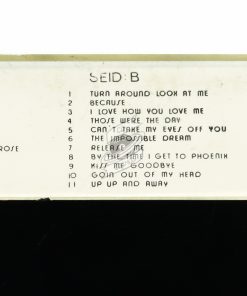 SEID: B
1 TURN AROUND LOOK AT ME
2 BECAUSE
3 I LOVE HOW YOU LOVE ME
4 THOSE WERE THE DAY
5 CAN'T TAKE MY EYES OFF YOU
6 THE IMPOSSIBLE DREAM
ROSE 7 RELEASE ME
8 BY THE TIME I GET TO PHOENIX
9 KISS ME GOODBYE
10 GOIN OUT OF MY HEAD
11 UP UP AND AWAY